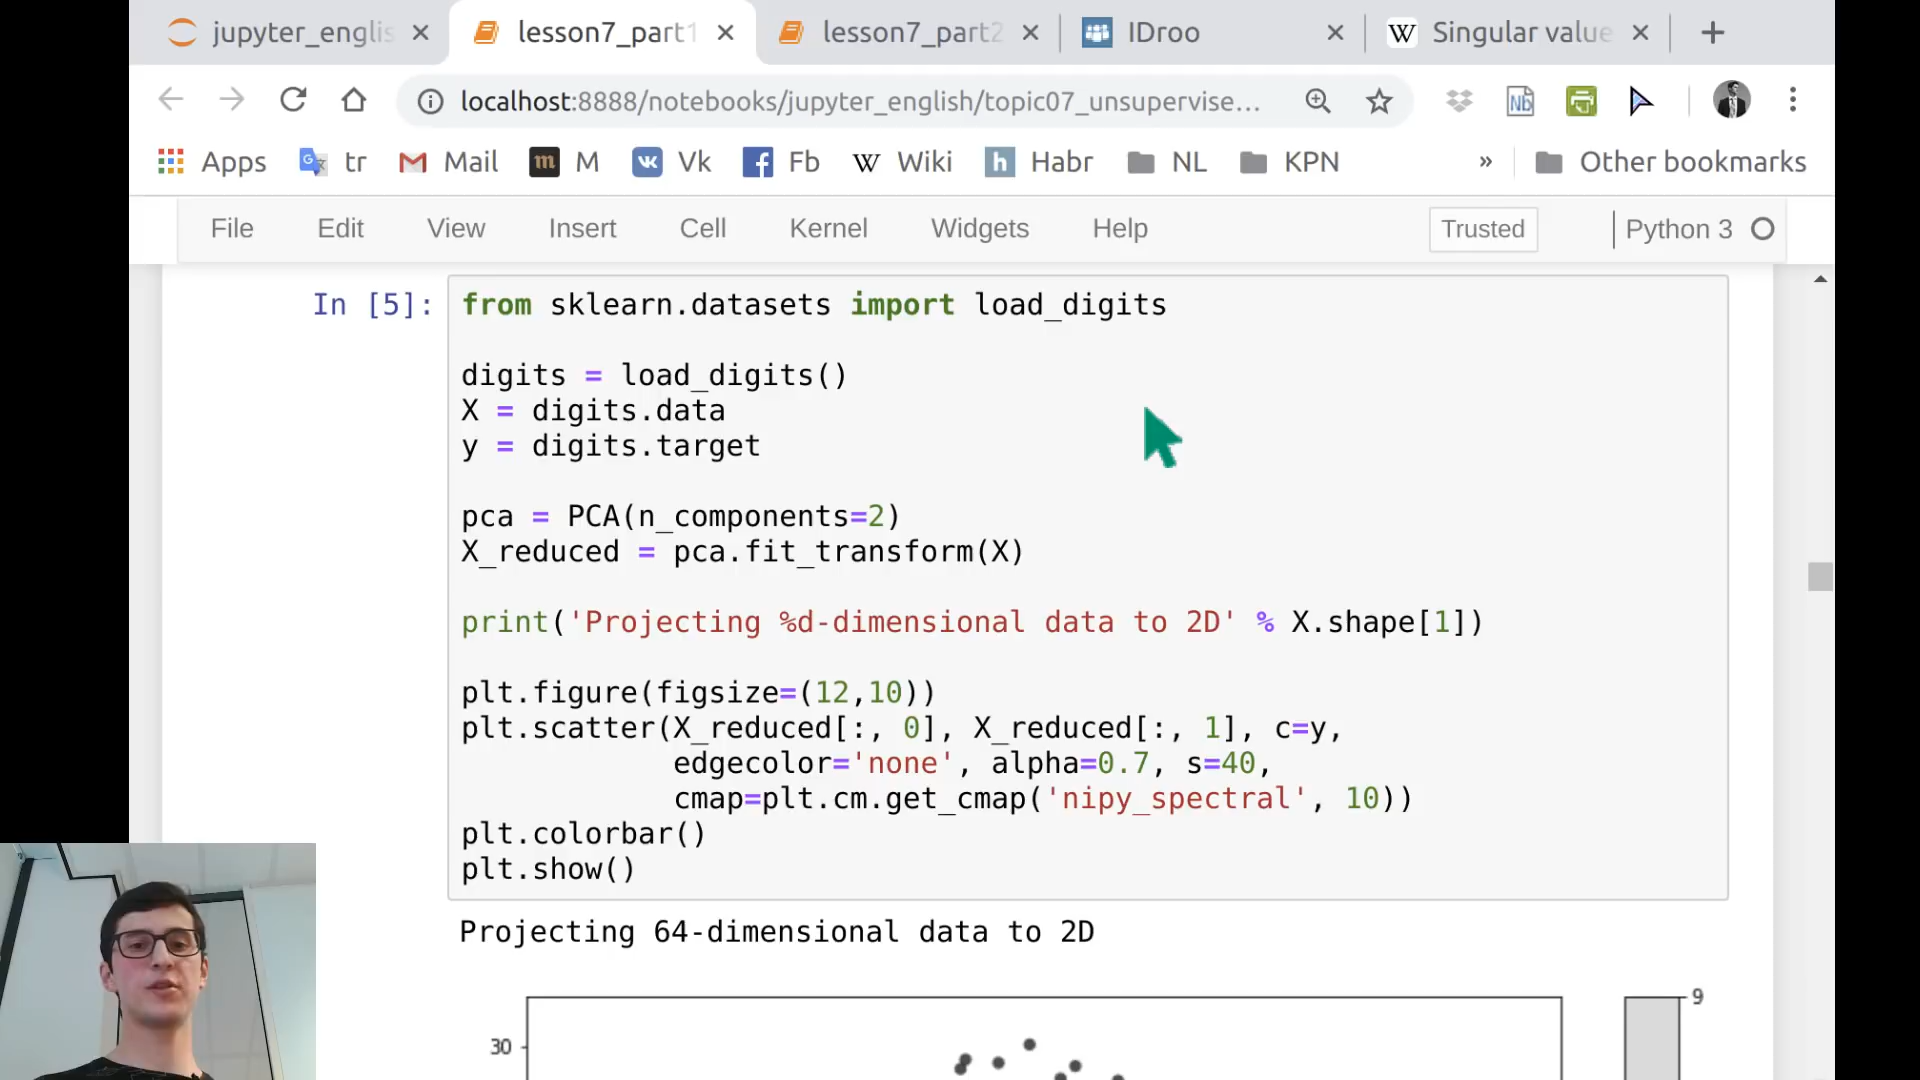 jupyter_englis
lesson7_part1
lesson7_part2
IDroo
Singular value
localhost:8888/notebooks/jupyter_english/topic07_unsupervise...
Nb
Apps
tr
Mail
m M
Vk
Fb
W Wiki
h Habr
NL
KPN
»
Other bookmarks
File Edit View Insert Cell Kernel Widgets Help Trusted Python 3
In [5]:
from sklearn.datasets import load_digits
digits = load_digits()
X = digits.data
y = digits.target
pca = PCA(n_components=2)
X_reduced = pca.fit_transform(X)
print('Projecting %d-dimensional data to 2D' % X.shape[1])
plt.figure(figsize=(12,10))
plt.scatter(X_reduced[:, 0], X_reduced[:, 1], c=y,
edgecolor='none', alpha=0.7, s=40,
cmap=plt.cm.get_cmap('nipy_spectral', 10))
plt.colorbar()
plt.show()
Projecting 64-dimensional data to 2D
30
9